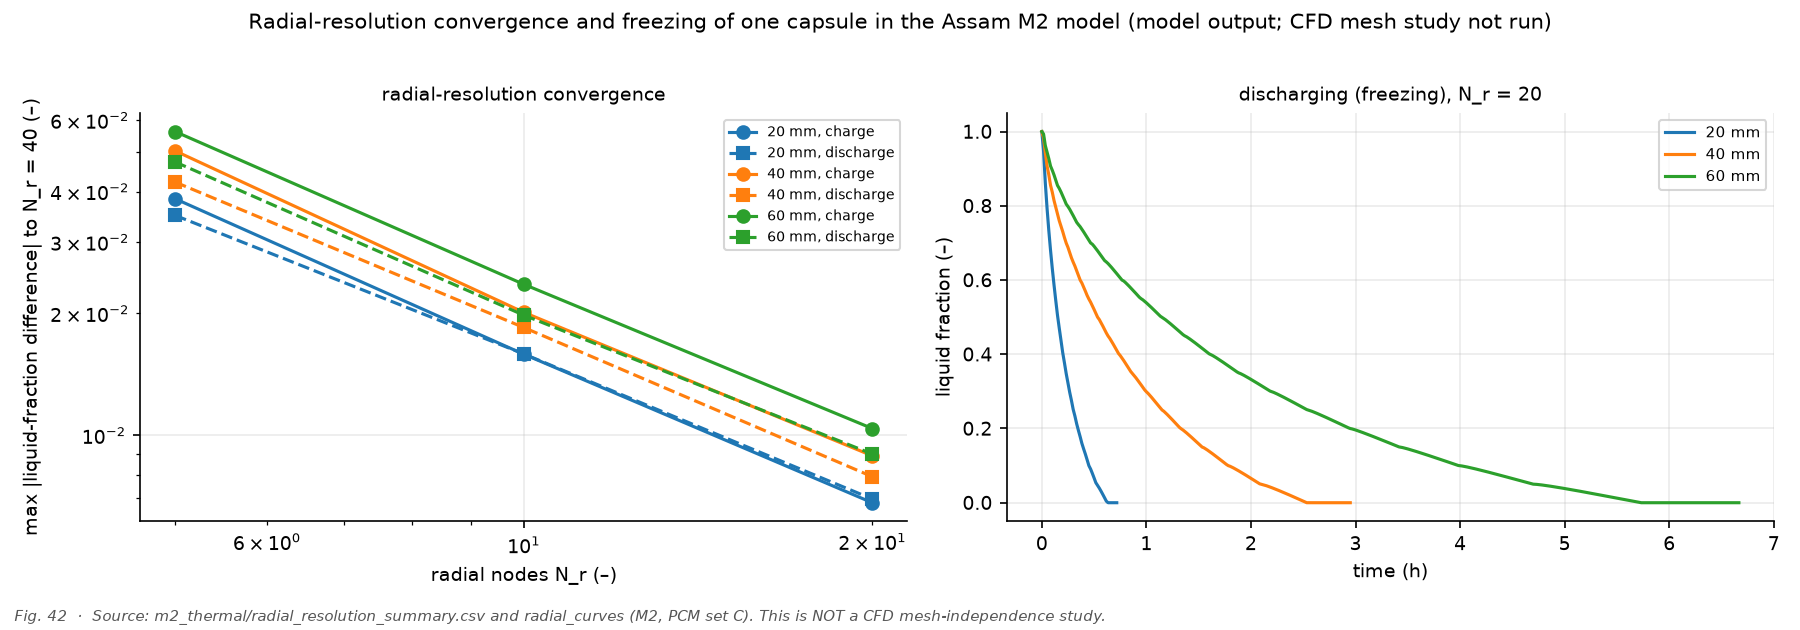 Radial-resolution convergence and freezing of one capsule in the Assam M2 model (model output; CFD mesh study not run)
radial-resolution convergence
max |liquid-fraction difference| to N_r = 40 (–)
6 × 10⁻²
4 × 10⁻²
3 × 10⁻²
2 × 10⁻²
10⁻²
20 mm, charge
20 mm, discharge
40 mm, charge
40 mm, discharge
60 mm, charge
60 mm, discharge
6 × 10⁰
10¹
2 × 10¹
radial nodes N_r (–)
discharging (freezing), N_r = 20
liquid fraction (–)
1.0
0.8
0.6
0.4
0.2
0.0
20 mm
40 mm
60 mm
0 1 2 3 4 5 6 7
time (h)
Fig. 42 · Source: m2_thermal/radial_resolution_summary.csv and radial_curves (M2, PCM set C). This is NOT a CFD mesh-independence study.